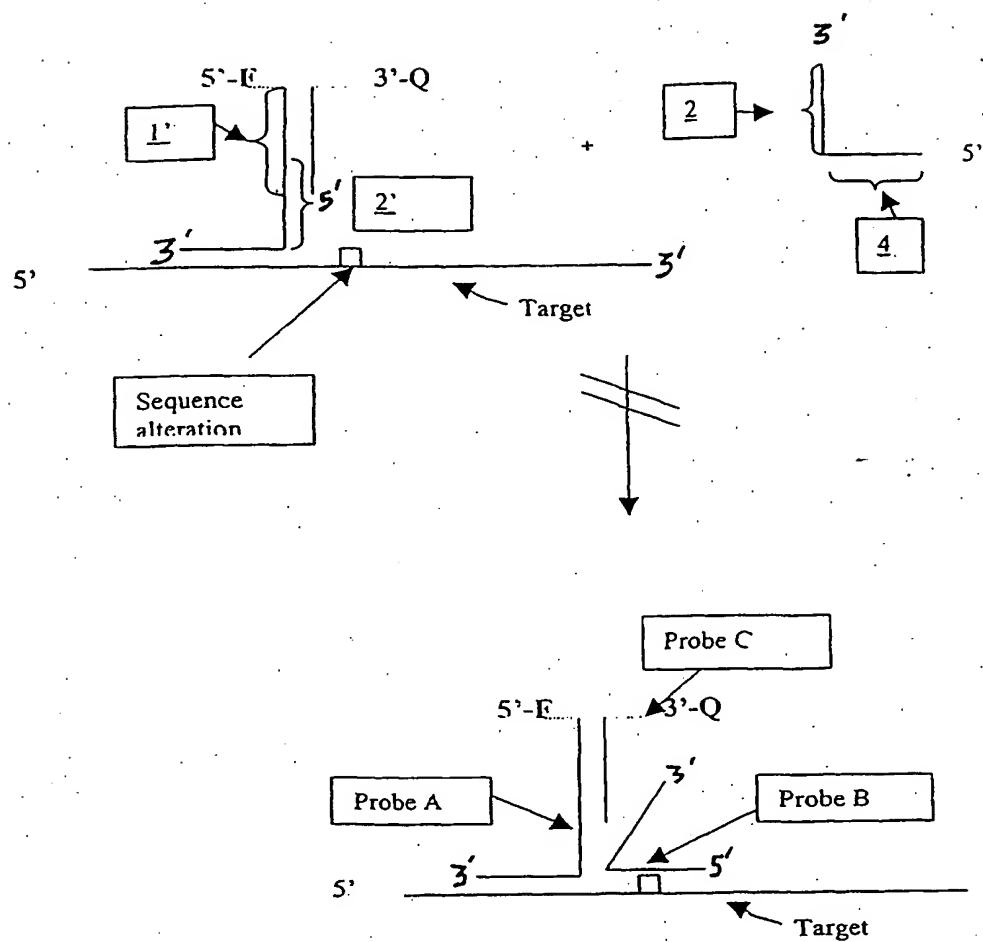 3'
5'-F
3'-Q
1'
2
+
5'
5'
2'
4
3'
3'
5'
Target
Sequence
alteration
Probe C
5'-F
3'-Q
3'
Probe A
Probe B
3'
5'
5'
Target